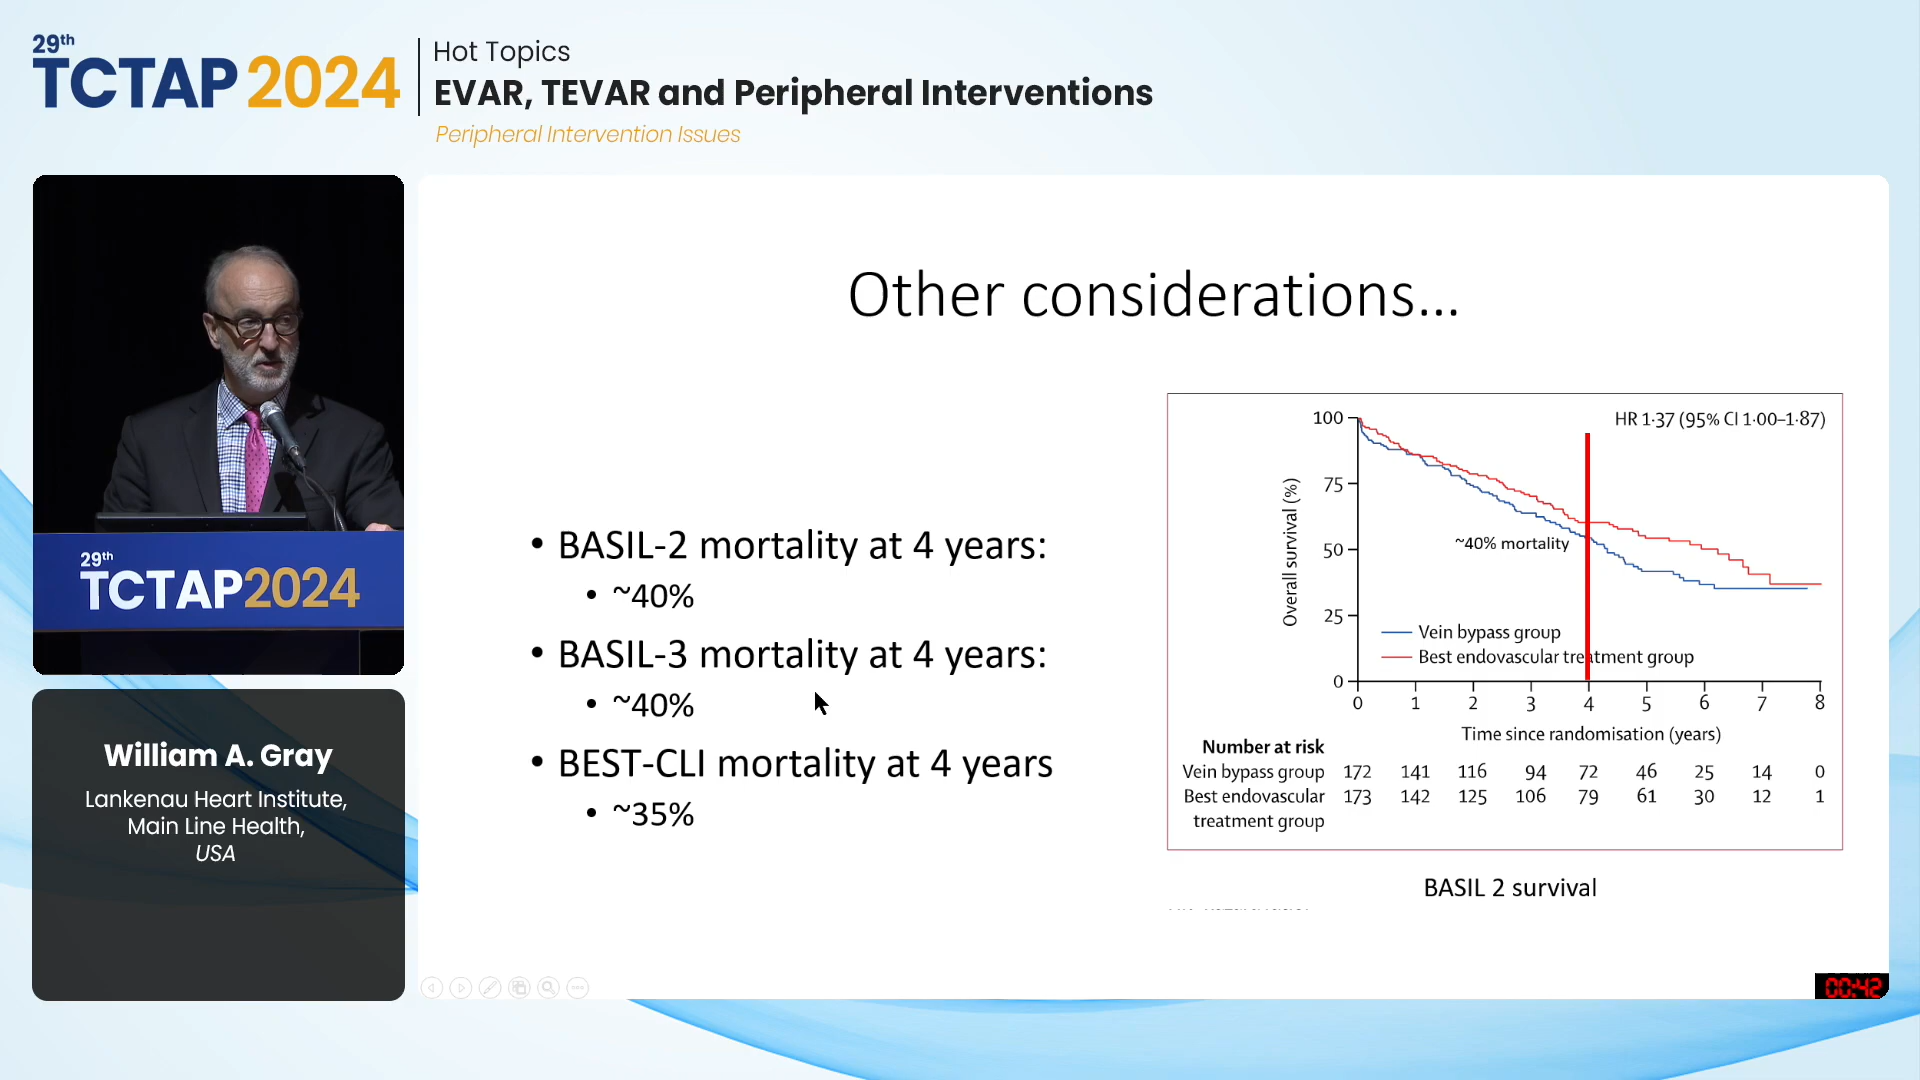 29th
TCTAP 2024
Hot Topics
EVAR, TEVAR and Peripheral Interventions
Peripheral Intervention Issues
29th
TCTAP2024
William A. Gray
Lankenau Heart Institute,
Main Line Health,
USA
Other considerations...
• BASIL-2 mortality at 4 years:
• ~40%
• BASIL-3 mortality at 4 years:
• ~40%
• BEST-CLI mortality at 4 years
• ~35%
HR 1·37 (95% CI 1·00–1·87)
Overall survival (%)
100
75
50
25
0
~40% mortality
Vein bypass group
Best endovascular treatment group
0 1 2 3 4 5 6 7 8
Time since randomisation (years)
Number at risk
Vein bypass group 172 141 116 94 72 46 25 14 0
Best endovascular 173 142 125 106 79 61 30 12 1
treatment group
BASIL 2 survival
00:42